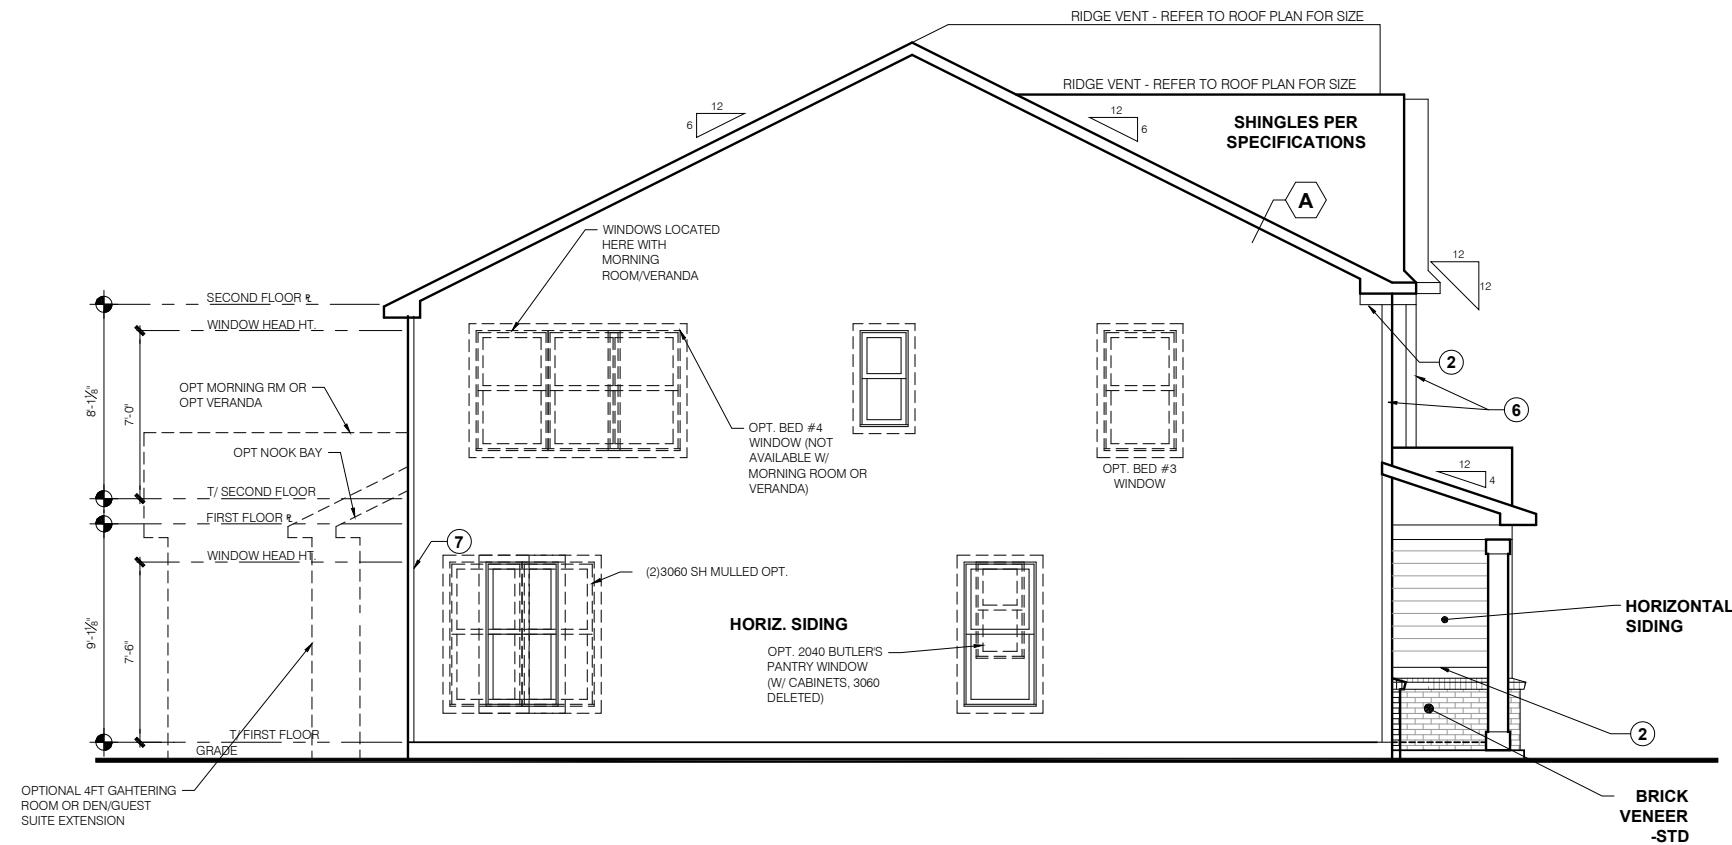 RIDGE VENT - REFER TO ROOF PLAN FOR SIZE
RIDGE VENT - REFER TO ROOF PLAN FOR SIZE
12
6
12
6
SHINGLES PER
SPECIFICATIONS
A
WINDOWS LOCATED
HERE WITH
MORNING
ROOM/VERANDA
12
12
SECOND FLOOR ℄
WINDOW HEAD HT.
2
8'-1⅛"
7'-0"
OPT MORNING RM OR
OPT VERANDA
6
OPT NOOK BAY
OPT. BED #4
WINDOW (NOT
AVAILABLE W/
MORNING ROOM OR
VERANDA)
OPT. BED #3
WINDOW
12
4
T/ SECOND FLOOR
FIRST FLOOR ℄
7
WINDOW HEAD HT.
(2)3060 SH MULLED OPT.
9'-1⅛"
7'-6"
HORIZ. SIDING
OPT. 2040 BUTLER'S
PANTRY WINDOW
(W/ CABINETS, 3060
DELETED)
HORIZONTAL
SIDING
T/ FIRST FLOOR
GRADE
2
OPTIONAL 4FT GAHTERING
ROOM OR DEN/GUEST
SUITE EXTENSION
BRICK
VENEER
-STD